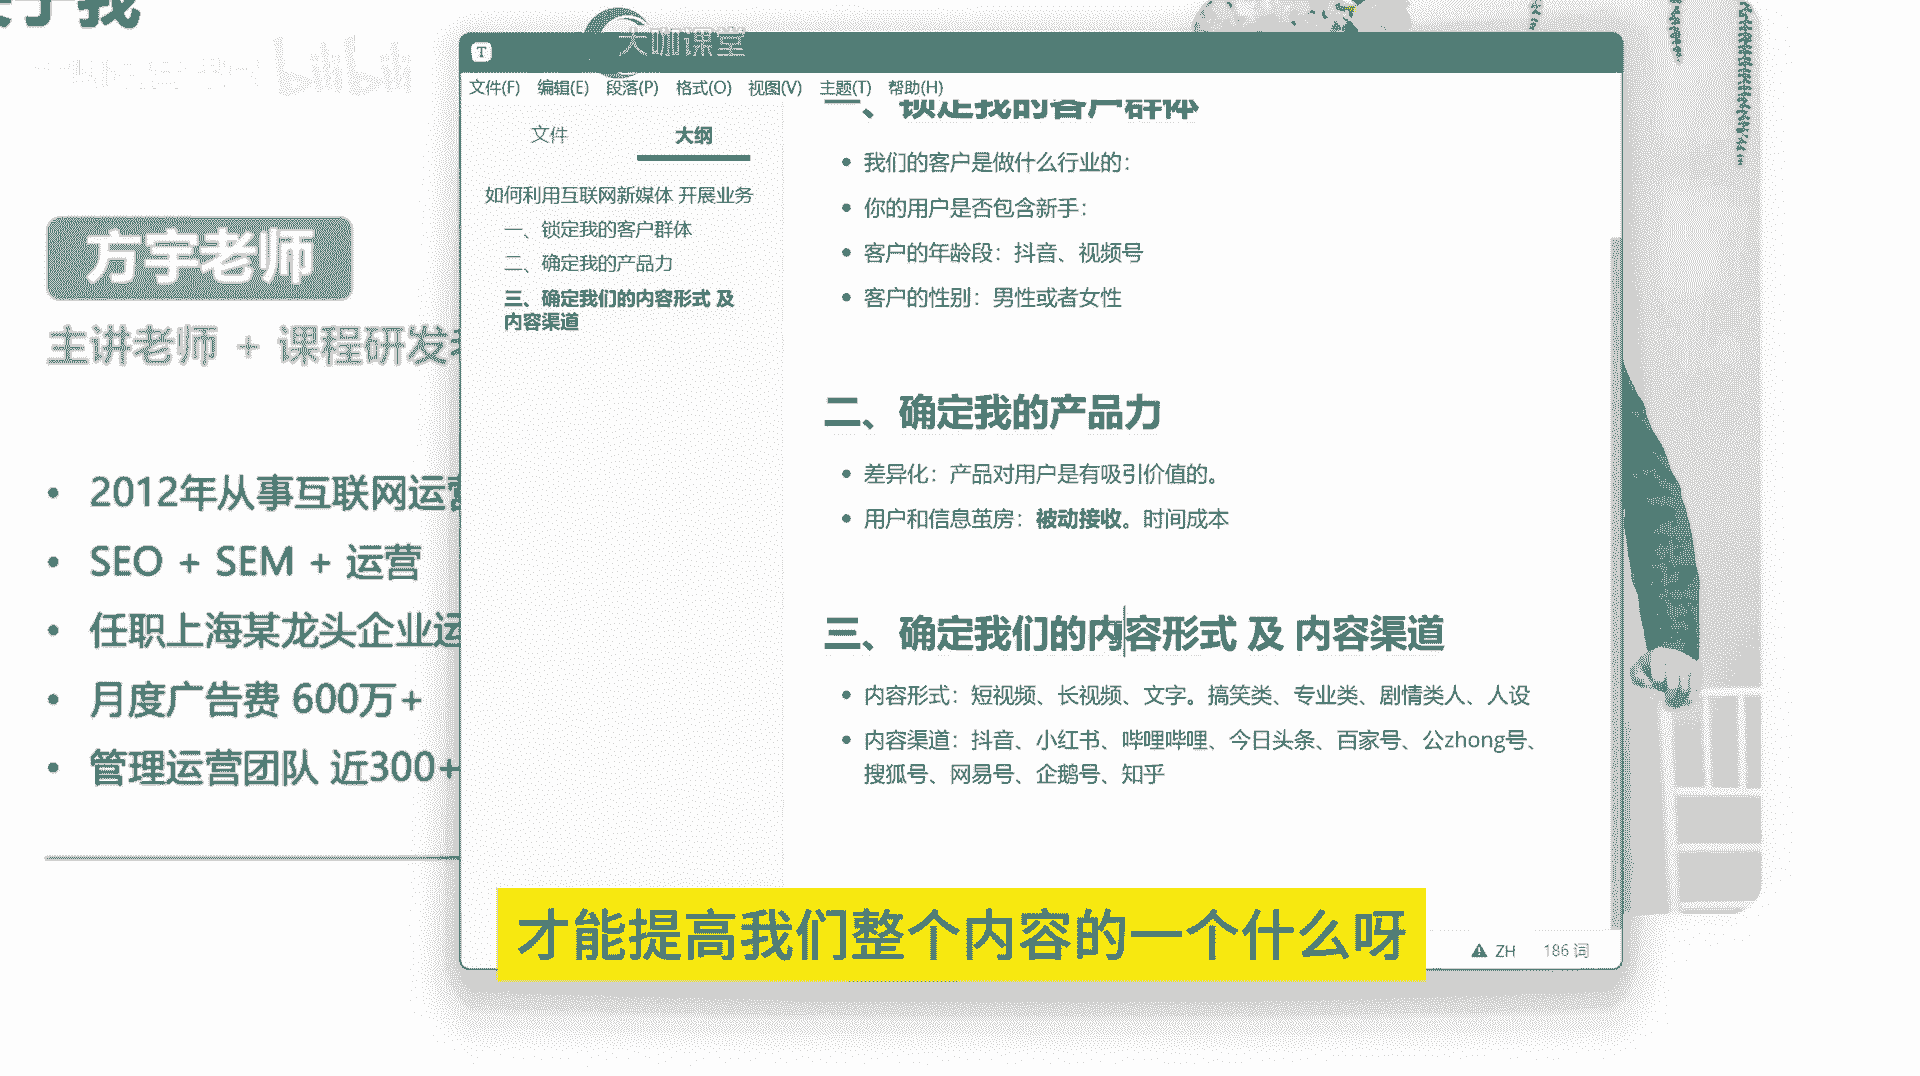 于我
bilibili
大咖课堂
方宇老师
主讲老师 + 课程研发
• 2012年从事互联网运营
• SEO + SEM + 运营
• 任职上海某龙头企业运
• 月度广告费 600万+
• 管理运营团队 近300+
T
文件(F) 编辑(E) 段落(P) 格式(O) 视图(V) 主题(T) 帮助(H)
文件 大纲
如何利用互联网新媒体 开展业务
一、锁定我的客户群体
二、确定我的产品力
三、确定我们的内容形式 及
内容渠道
一、锁定我的客户群体
• 我们的客户是做什么行业的：
• 你的用户是否包含新手：
• 客户的年龄段：抖音、视频号
• 客户的性别：男性或者女性
二、确定我的产品力
• 差异化：产品对用户是有吸引价值的。
• 用户和信息茧房：被动接收。时间成本
三、确定我们的内容形式 及 内容渠道
• 内容形式：短视频、长视频、文字。搞笑类、专业类、剧情类人、人设
• 内容渠道：抖音、小红书、哔哩哔哩、今日头条、百家号、公zhong号、
搜狐号、网易号、企鹅号、知乎
ZH 186 词
才能提高我们整个内容的一个什么呀